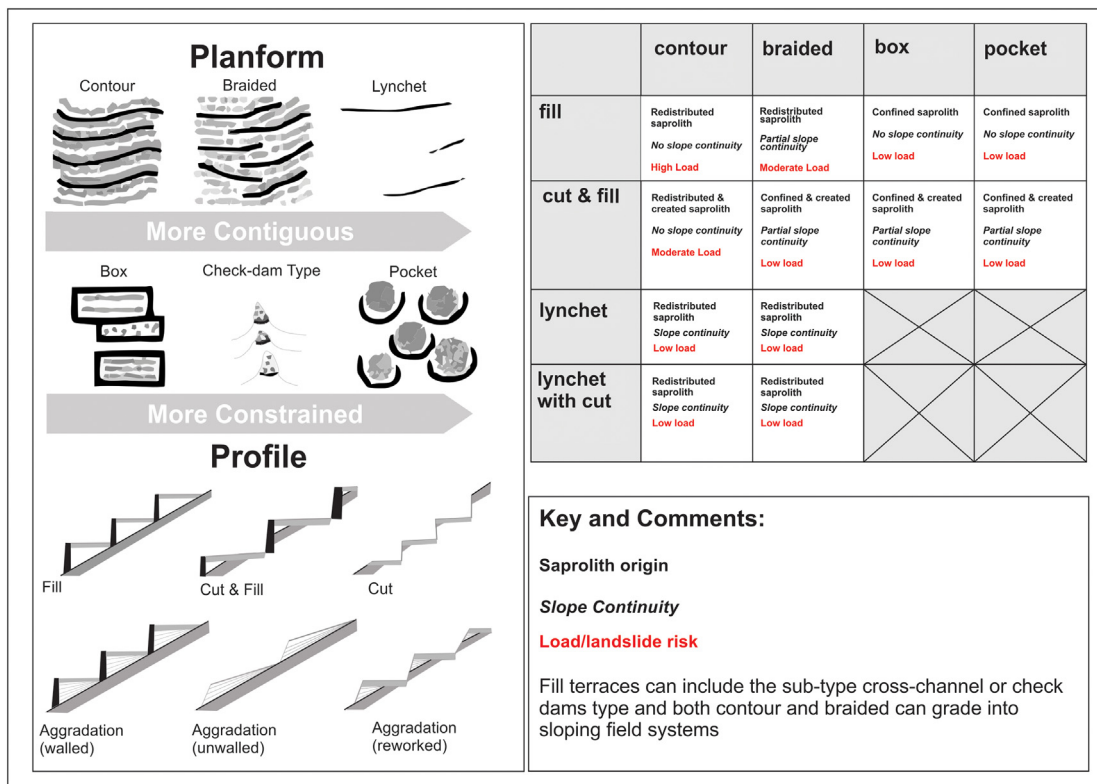 Planform
Contour
Braided
Lynchet
More Contiguous
Box
Check-dam Type
Pocket
More Constrained
Profile
Fill
Cut & Fill
Cut
Aggradation
(walled)
Aggradation
(unwalled)
Aggradation
(reworked)
contour
braided
box
pocket
fill
Redistributed
saprolith
No slope continuity
High Load
Redistributed
saprolith
Partial slope
continuity
Moderate Load
Confined saprolith
No slope continuity
Low load
Confined saprolith
No slope continuity
Low load
cut & fill
Redistributed &
created saprolith
No slope continuity
Moderate Load
Confined & created
saprolith
Partial slope
continuity
Low load
Confined & created
saprolith
Partial slope
continuity
Low load
Confined & created
saprolith
Partial slope
continuity
Low load
lynchet
Redistributed
saprolith
Slope continuity
Low load
Redistributed
saprolith
Slope continuity
Low load
lynchet
with cut
Redistributed
saprolith
Slope continuity
Low load
Redistributed
saprolith
Slope continuity
Low load
Key and Comments:
Saprolith origin
Slope Continuity
Load/landslide risk
Fill terraces can include the sub-type cross-channel or check
dams type and both contour and braided can grade into
sloping field systems